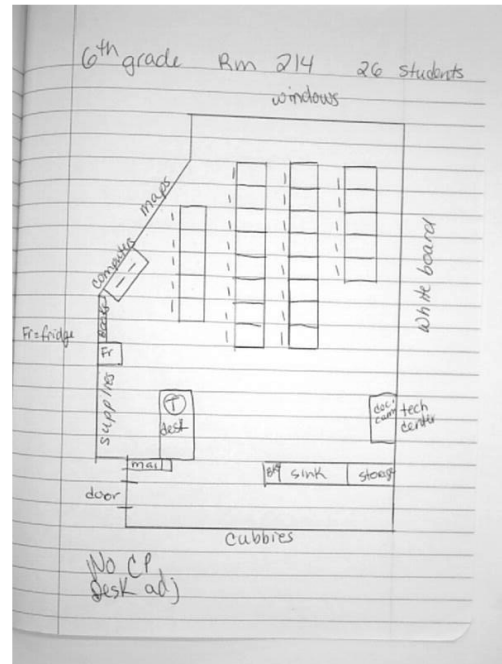 6th grade Rm 214 26 students
windows
maps
computers
books
White board
Fr=fridge
Fr
supplies
T
desk
doc.
cam
tech
center
mail
sink
storage
door
cubbies
No CP
Desk adj